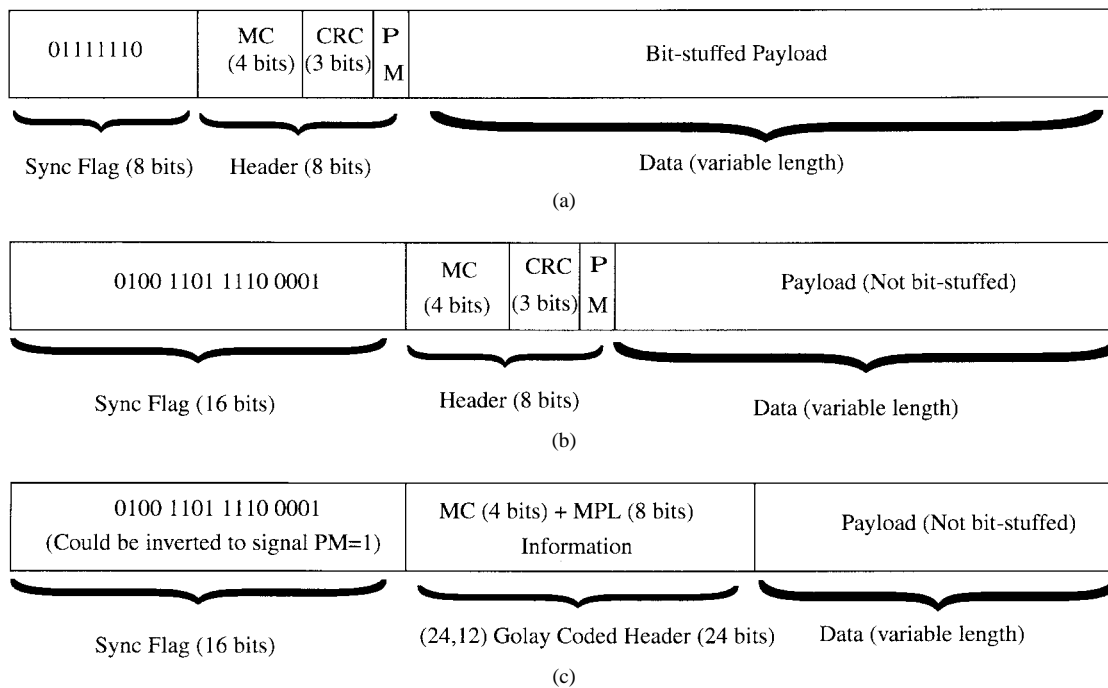 01111110
MC
(4 bits)
CRC
(3 bits)
P
M
Bit-stuffed Payload
Sync Flag (8 bits)
Header (8 bits)
Data (variable length)
(a)
0100 1101 1110 0001
MC
(4 bits)
CRC
(3 bits)
P
M
Payload (Not bit-stuffed)
Sync Flag (16 bits)
Header (8 bits)
Data (variable length)
(b)
0100 1101 1110 0001
(Could be inverted to signal PM=1)
MC (4 bits) + MPL (8 bits)
Information
Payload (Not bit-stuffed)
Sync Flag (16 bits)
(24,12) Golay Coded Header (24 bits)
Data (variable length)
(c)